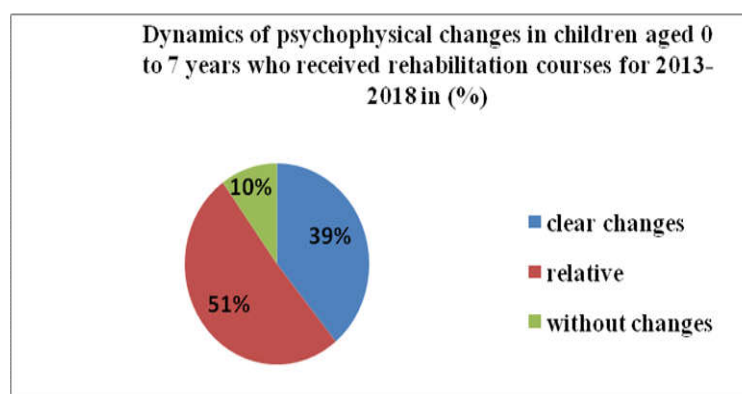 Dynamics of psychophysical changes in children aged 0
to 7 years who received rehabilitation courses for 2013-
2018 in (%)
10%
39%
51%
clear changes
relative
without changes